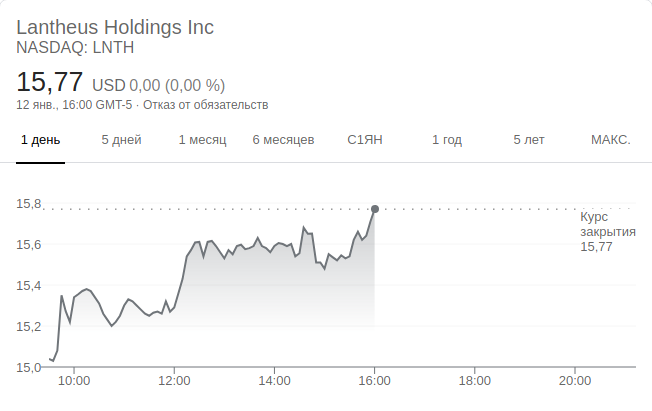 Lantheus Holdings Inc
NASDAQ: LNTH
15,77 USD 0,00 (0,00 %)
12 янв., 16:00 GMT-5 · Отказ от обязательств
1 день 5 дней 1 месяц 6 месяцев С1ЯН 1 год 5 лет МАКС.
15,8
Курс
закрытия
15,77
15,6
15,4
15,2
15,0
10:00 12:00 14:00 16:00 18:00 20:00